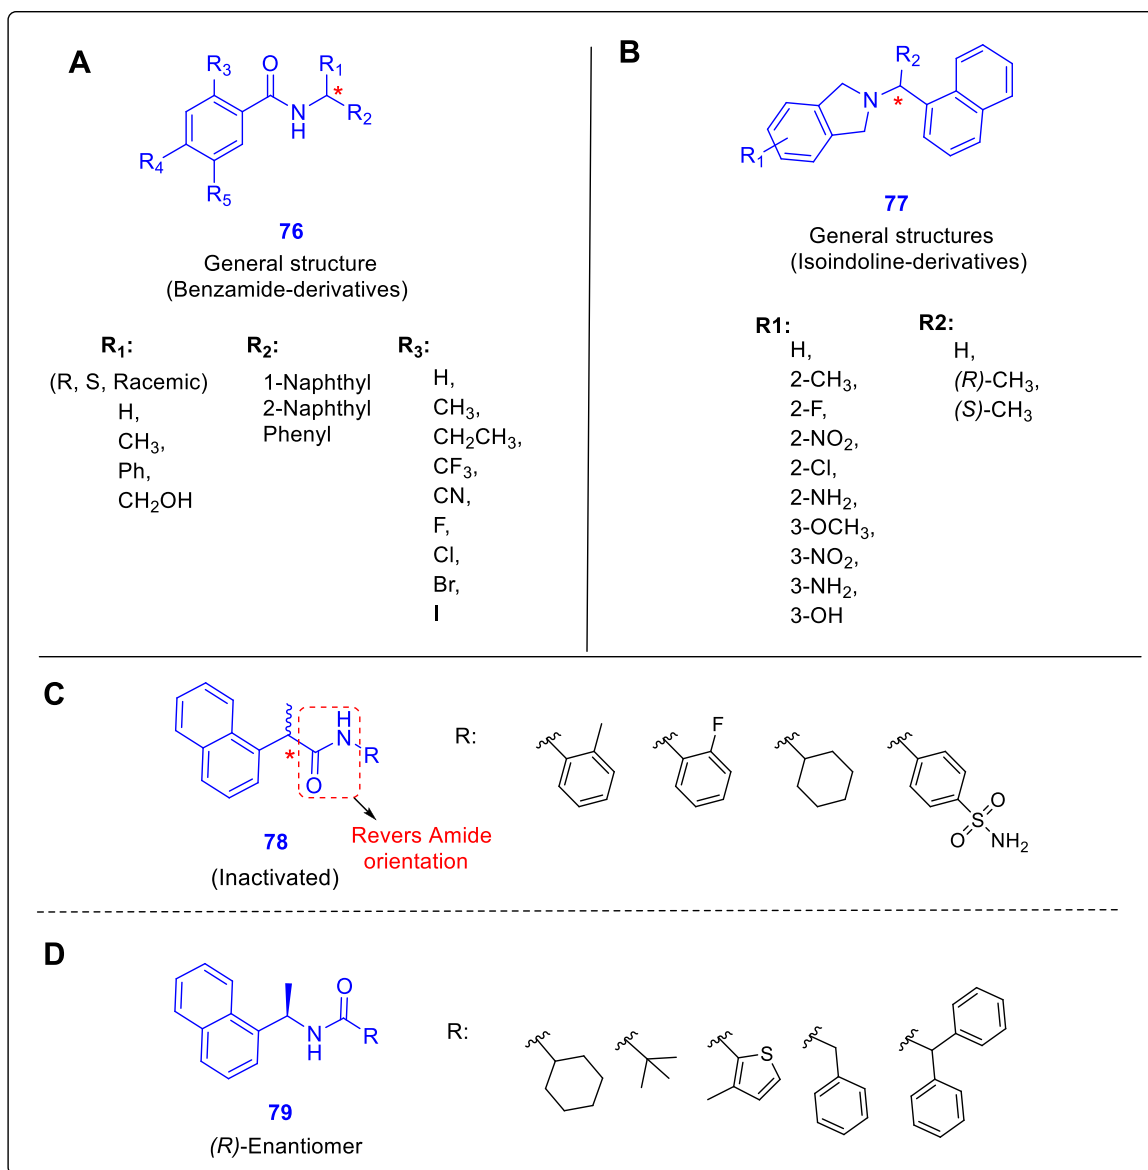 A
R3
O
R1
*
N
H
R2
R4
R5
76
General structure
(Benzamide-derivatives)
R1:
(R, S, Racemic)
H,
CH3,
Ph,
CH2OH
R2:
1-Naphthyl
2-Naphthyl
Phenyl
R3:
H,
CH3,
CH2CH3,
CF3,
CN,
F,
Cl,
Br,
I
B
R2
N
*
R1
77
General structures
(Isoindoline-derivatives)
R1:
H,
2-CH3,
2-F,
2-NO2,
2-Cl,
2-NH2,
3-OCH3,
3-NO2,
3-NH2,
3-OH
R2:
H,
(R)-CH3,
(S)-CH3
C
H
N
R
*
O
78
(Inactivated)
Revers Amide
orientation
R:
F
O
S
O
NH2
D
O
N
H
R
79
(R)-Enantiomer
R:
S